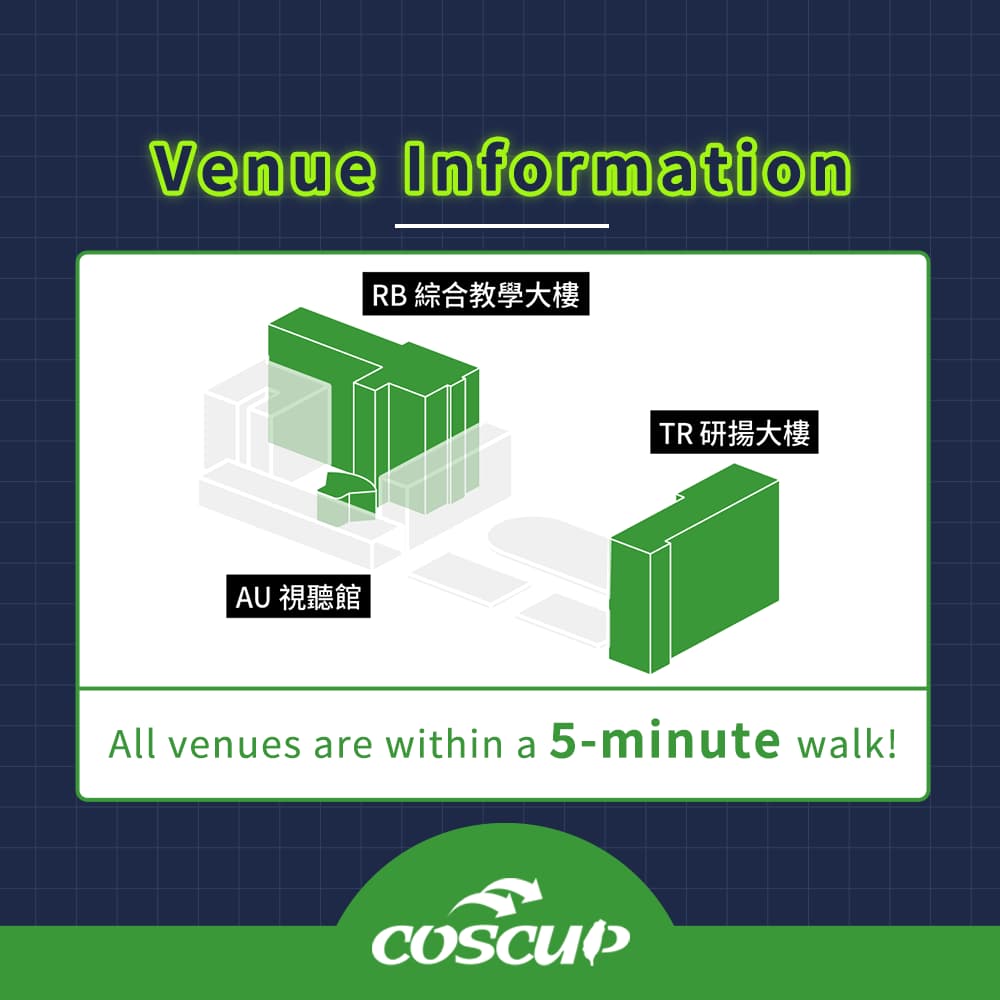 Venue Information
RB 綜合教學大樓
TR 研揚大樓
AU 視聽館
All venues are within a 5-minute walk!
COSCUP